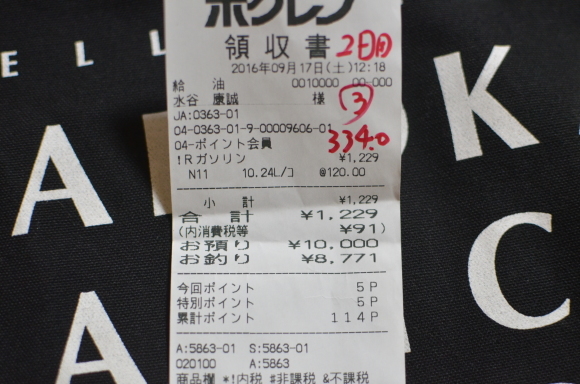 ホクレン
領収書 2日目
2016年09月17日(土)12:18
給 油 0010000 00-000
水谷 康誠 様 ③
JA:0363-01
04-0363-01-9-00009606-01
04-ポイント会員 334.0
!Rガソリン ¥1,229
N11 10.24L/コ @120.00
小 計 ¥1,229
合 計 ¥1,229
(内消費税等 ¥91)
お預り ¥10,000
お釣り ¥8,771
今回ポイント 5P
特別ポイント 5P
累計ポイント 114P
A:5863-01 S:5863-01
020100 A:5863
商品欄 *!内税 #非課税 &不課税
E L L
K
A
C